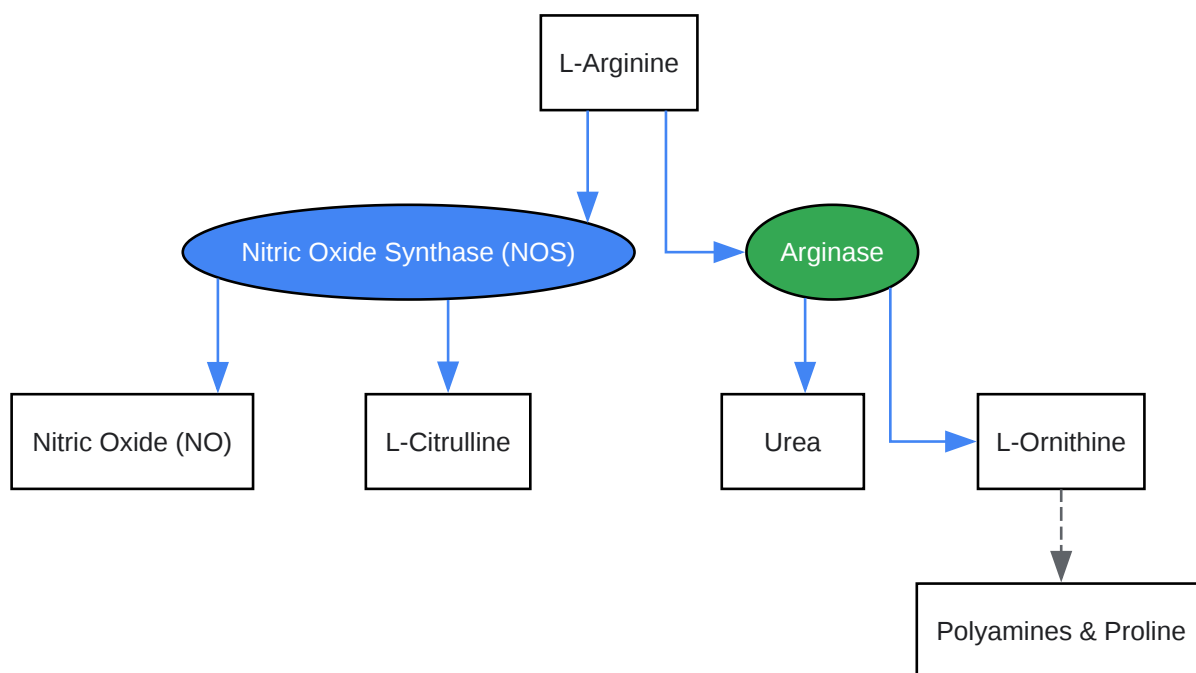 L-Arginine
Nitric Oxide Synthase (NOS)
Arginase
Nitric Oxide (NO)
L-Citrulline
Urea
L-Ornithine
Polyamines & Proline